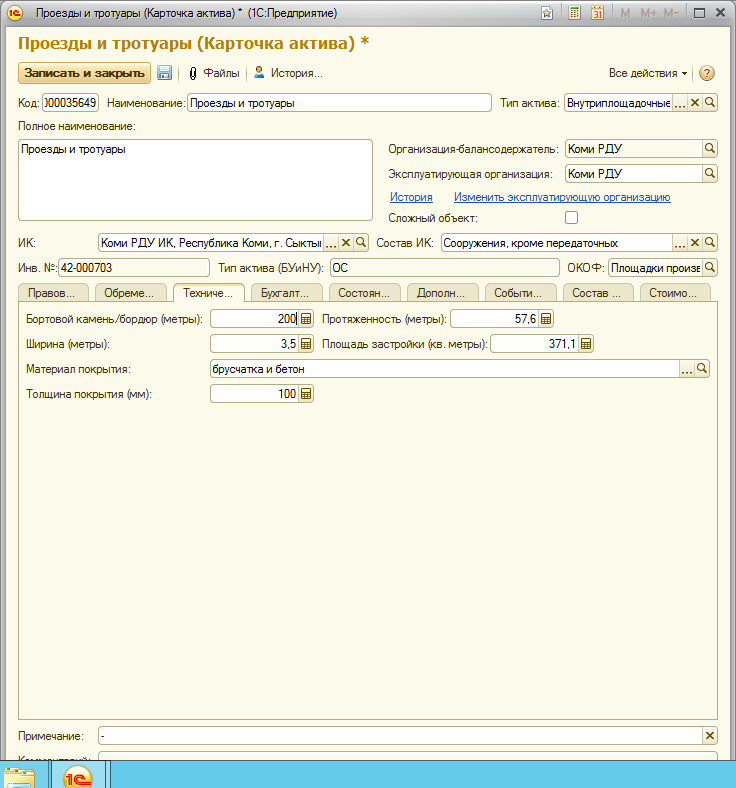 Проезды и тротуары (Карточка актива) * (1С:Предприятие)
M M+ M-
Проезды и тротуары (Карточка актива) *
Записать и закрыть Файлы История... Все действия ?
Код: 000035649 Наименование: Проезды и тротуары Тип актива: Внутриплощадочные ...
Полное наименование:
Проезды и тротуары
Организация-балансодержатель: Коми РДУ
Эксплуатирующая организация: Коми РДУ
История Изменить эксплуатирующую организацию
Сложный объект:
ИК: Коми РДУ ИК, Республика Коми, г. Сыктыв ... Состав ИК: Сооружения, кроме передаточных ...
Инв. №: 42-000703 Тип актива (БУиНУ): ОС ОКОФ: Площадки произв
Правов... Обреме... Техниче... Бухгалт... Состоян... Дополн... Событи... Состав ... Стоимо...
Бортовой камень/бордюр (метры): 200 Протяженность (метры): 57,6
Ширина (метры): 3,5 Площадь застройки (кв. метры): 371,1
Материал покрытия: брусчатка и бетон ...
Толщина покрытия (мм): 100
Примечание: -
Комментарий:
1С